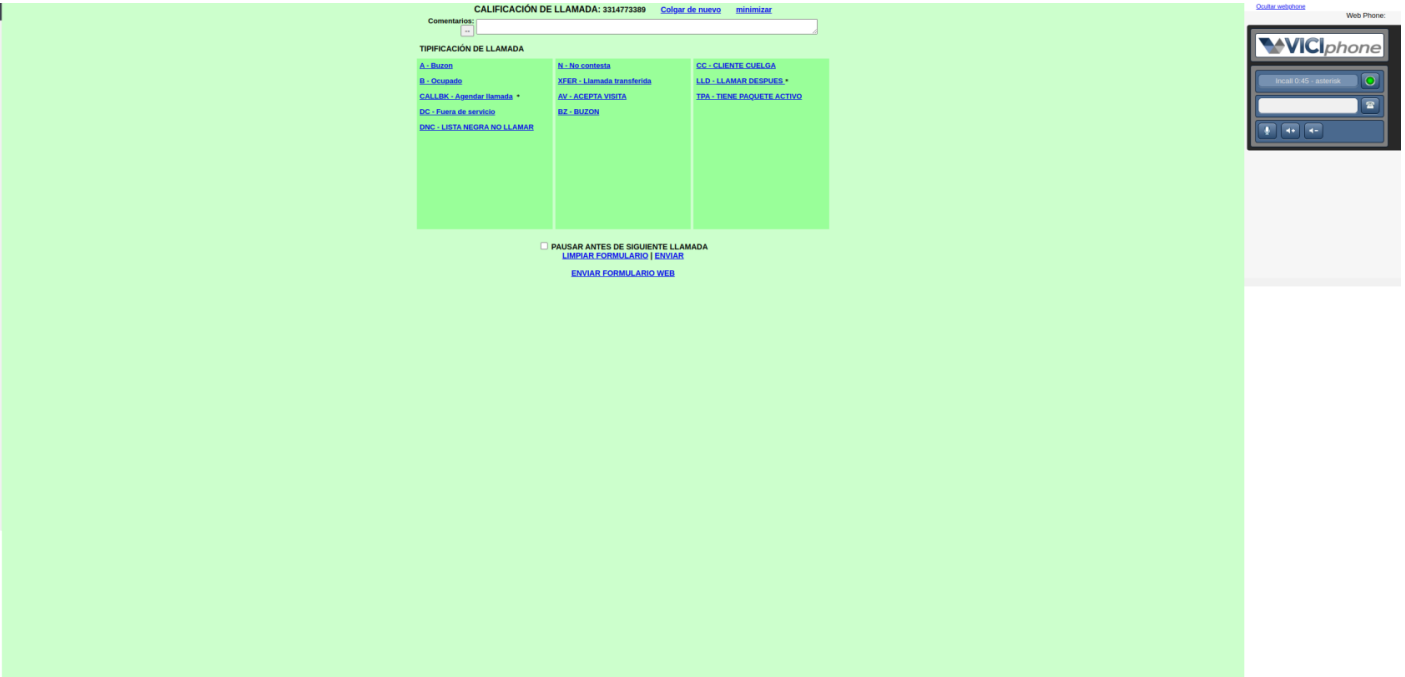 CALIFICACIÓN DE LLAMADA: 3314773389 Colgar de nuevo minimizar
Comentarios:
--
TIPIFICACIÓN DE LLAMADA
A - Buzon
B - Ocupado
CALLBK - Agendar llamada *
DC - Fuera de servicio
DNC - LISTA NEGRA NO LLAMAR
N - No contesta
XFER - Llamada transferida
AV - ACEPTA VISITA
BZ - BUZON
CC - CLIENTE CUELGA
LLD - LLAMAR DESPUES *
TPA - TIENE PAQUETE ACTIVO
PAUSAR ANTES DE SIGUIENTE LLAMADA
LIMPIAR FORMULARIO | ENVIAR
ENVIAR FORMULARIO WEB
Ocultar webphone
Web Phone:
VICIphone
Incall 0:45 - asterisk